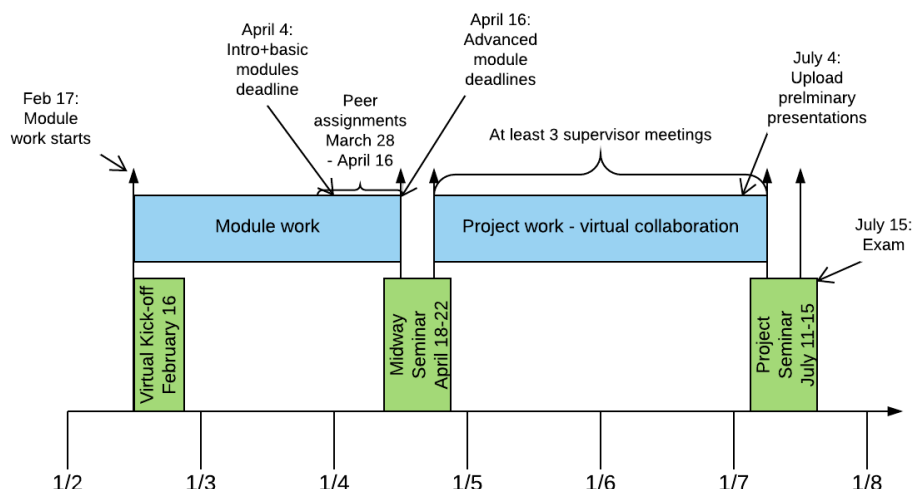 Feb 17:
Module
work starts
April 4:
Intro+basic
modules
deadline
Peer
assignments
March 28
- April 16
April 16:
Advanced
module
deadlines
At least 3 supervisor meetings
July 4:
Upload
prelminary
presentations
July 15:
Exam
Module work
Project work - virtual collaboration
Virtual Kick-off
February 16
Midway
Seminar
April 18-22
Project
Seminar
July 11-15
1/2
1/3
1/4
1/5
1/6
1/7
1/8